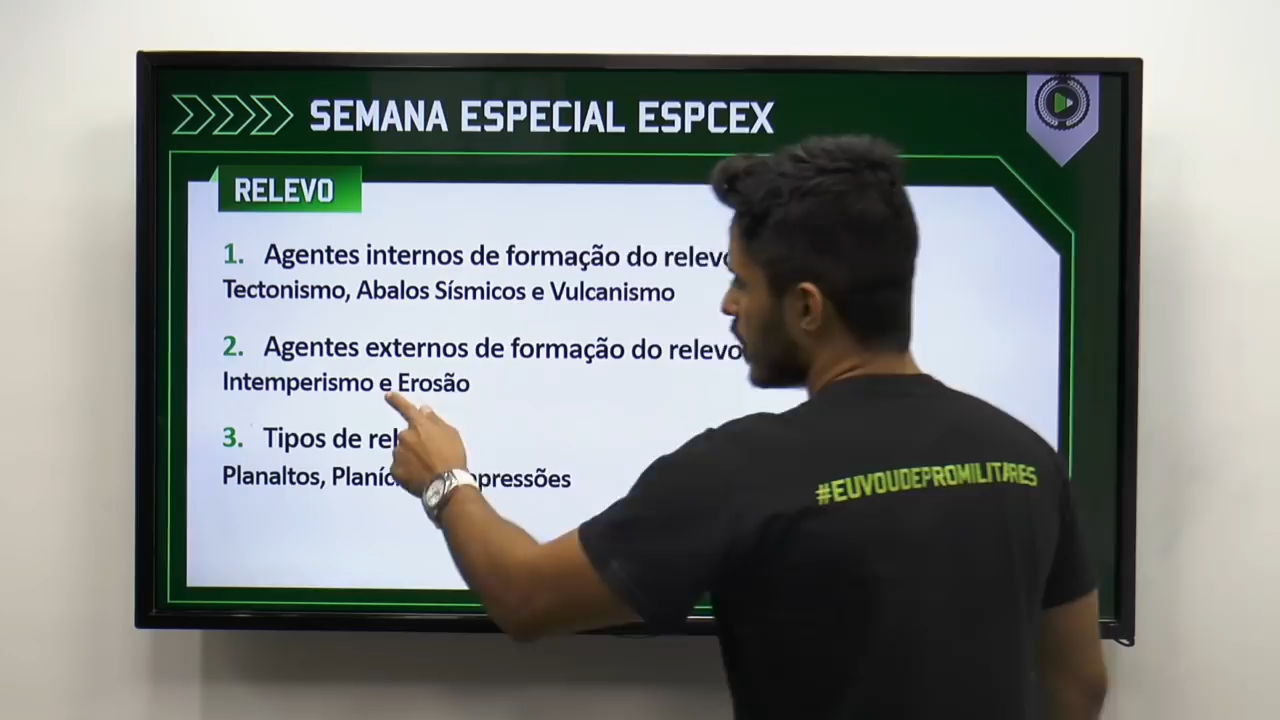 SEMANA ESPECIAL ESPCEX
RELEVO
1. Agentes internos de formação do relevo
Tectonismo, Abalos Sísmicos e Vulcanismo
2. Agentes externos de formação do relevo
Intemperismo e Erosão
3. Tipos de
Planaltos,
#EUVOUDEPROMILITARES